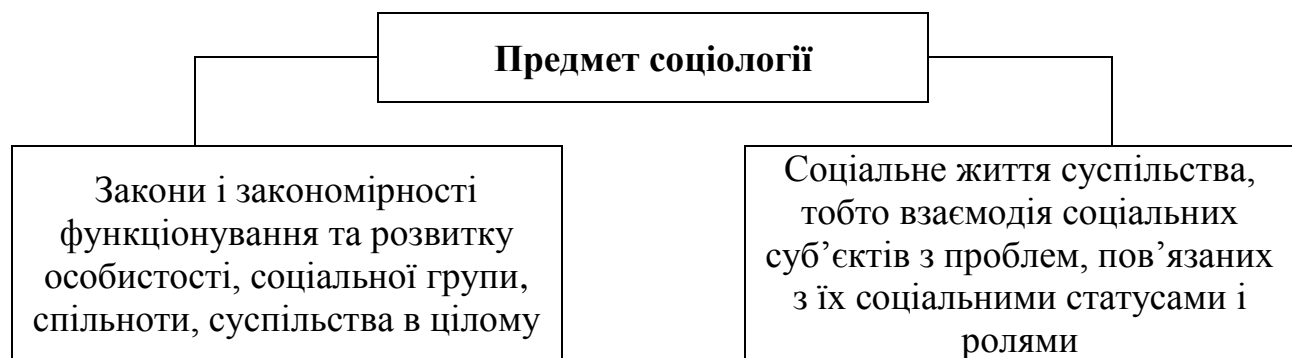 Предмет соціології
Закони і закономірності
функціонування та розвитку
особистості, соціальної групи,
спільноти, суспільства в цілому
Соціальне життя суспільства,
тобто взаємодія соціальних
суб’єктів з проблем, пов’язаних
з їх соціальними статусами і
ролями